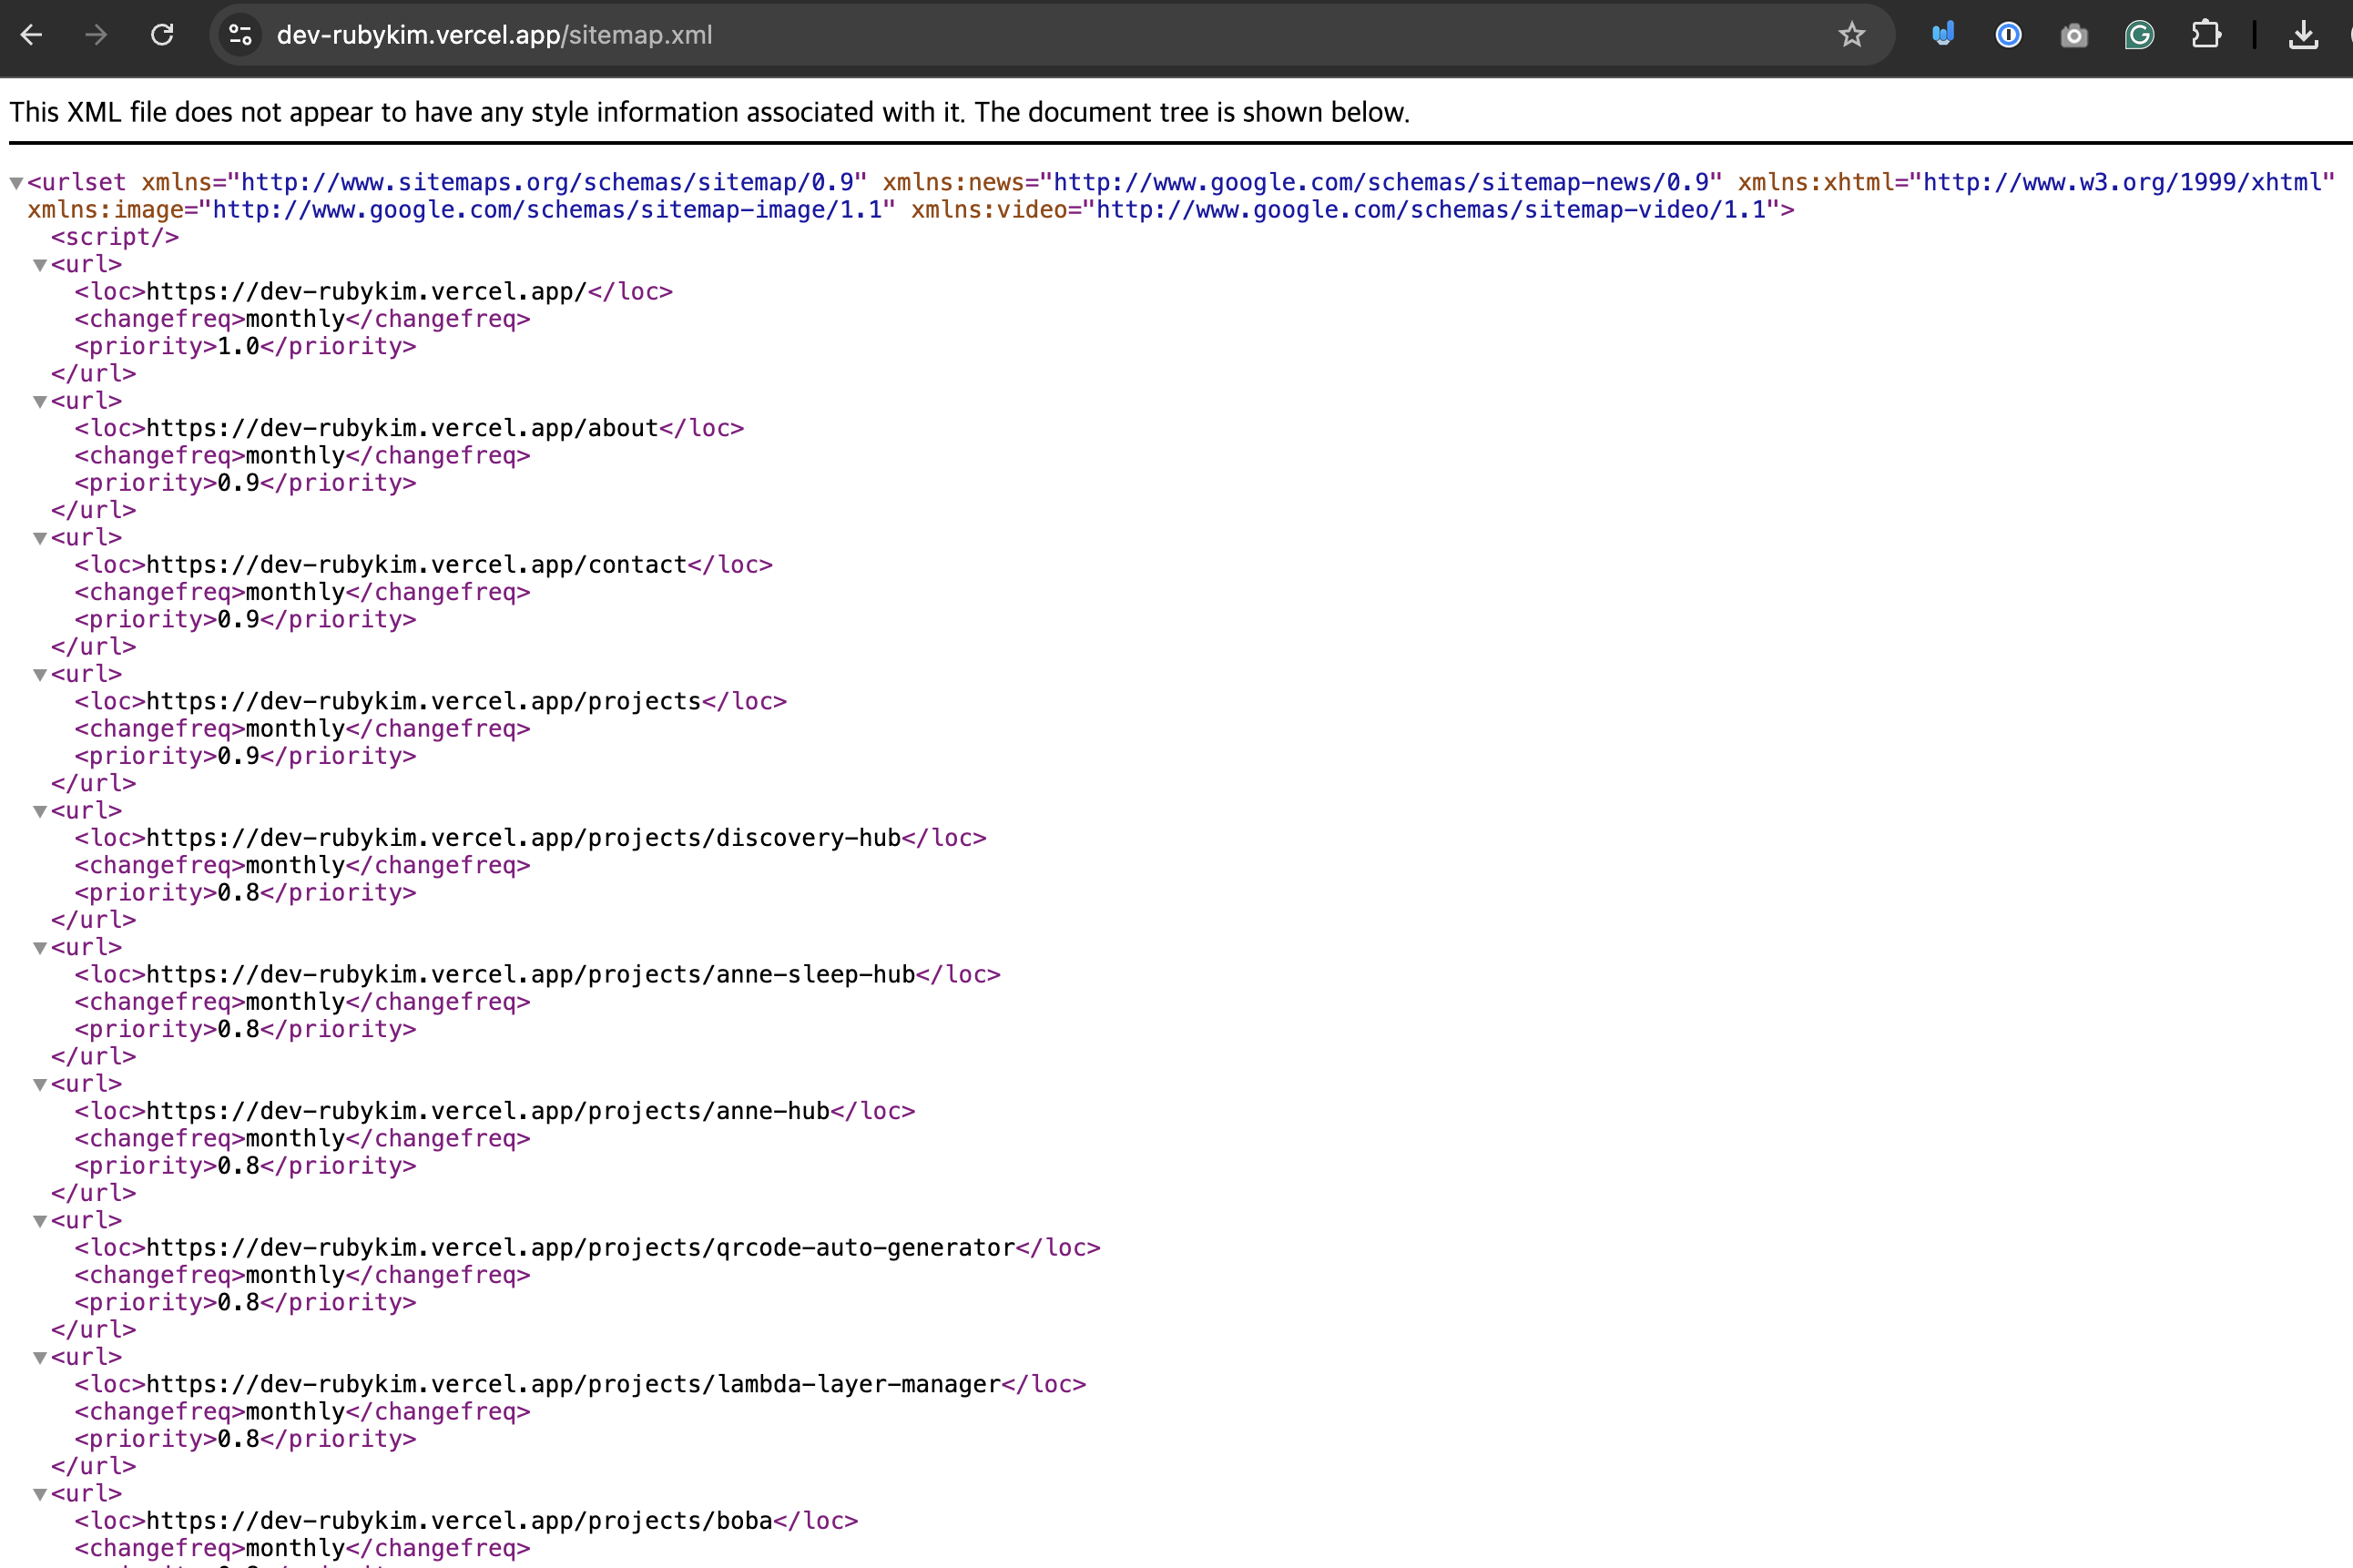 dev-rubykim.vercel.app/sitemap.xml
This XML file does not appear to have any style information associated with it. The document tree is shown below.
<urlset xmlns="http://www.sitemaps.org/schemas/sitemap/0.9" xmlns:news="http://www.google.com/schemas/sitemap-news/0.9" xmlns:xhtml="http://www.w3.org/1999/xhtml"
xmlns:image="http://www.google.com/schemas/sitemap-image/1.1" xmlns:video="http://www.google.com/schemas/sitemap-video/1.1">
<script/>
<url>
<loc>https://dev-rubykim.vercel.app/</loc>
<changefreq>monthly</changefreq>
<priority>1.0</priority>
</url>
<url>
<loc>https://dev-rubykim.vercel.app/about</loc>
<changefreq>monthly</changefreq>
<priority>0.9</priority>
</url>
<url>
<loc>https://dev-rubykim.vercel.app/contact</loc>
<changefreq>monthly</changefreq>
<priority>0.9</priority>
</url>
<url>
<loc>https://dev-rubykim.vercel.app/projects</loc>
<changefreq>monthly</changefreq>
<priority>0.9</priority>
</url>
<url>
<loc>https://dev-rubykim.vercel.app/projects/discovery-hub</loc>
<changefreq>monthly</changefreq>
<priority>0.8</priority>
</url>
<url>
<loc>https://dev-rubykim.vercel.app/projects/anne-sleep-hub</loc>
<changefreq>monthly</changefreq>
<priority>0.8</priority>
</url>
<url>
<loc>https://dev-rubykim.vercel.app/projects/anne-hub</loc>
<changefreq>monthly</changefreq>
<priority>0.8</priority>
</url>
<url>
<loc>https://dev-rubykim.vercel.app/projects/qrcode-auto-generator</loc>
<changefreq>monthly</changefreq>
<priority>0.8</priority>
</url>
<url>
<loc>https://dev-rubykim.vercel.app/projects/lambda-layer-manager</loc>
<changefreq>monthly</changefreq>
<priority>0.8</priority>
</url>
<url>
<loc>https://dev-rubykim.vercel.app/projects/boba</loc>
<changefreq>monthly</changefreq>